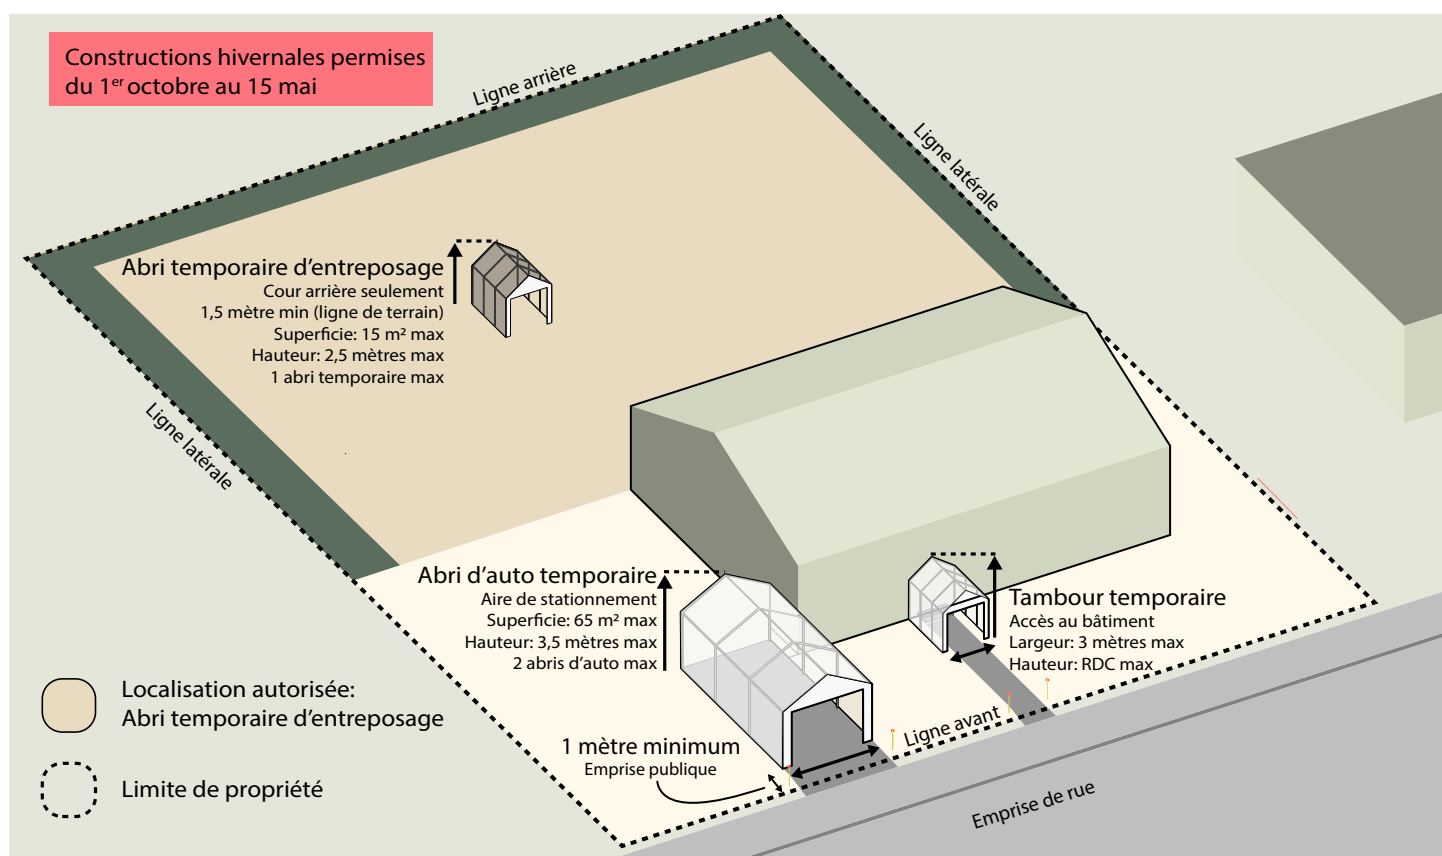 Constructions hivernales permises
du 1er octobre au 15 mai
Ligne arrière
Ligne latérale
Abri temporaire d'entreposage
Cour arrière seulement
1,5 mètre min (ligne de terrain)
Superficie: 15 m² max
Hauteur: 2,5 mètres max
1 abri temporaire max
Ligne latérale
Abri d'auto temporaire
Aire de stationnement
Superficie: 65 m² max
Hauteur: 3,5 mètres max
2 abris d'auto max
Tambour temporaire
Accès au bâtiment
Largeur: 3 mètres max
Hauteur: RDC max
Localisation autorisée:
Abri temporaire d'entreposage
Ligne avant
1 mètre minimum
Emprise publique
Limite de propriété
Emprise de rue